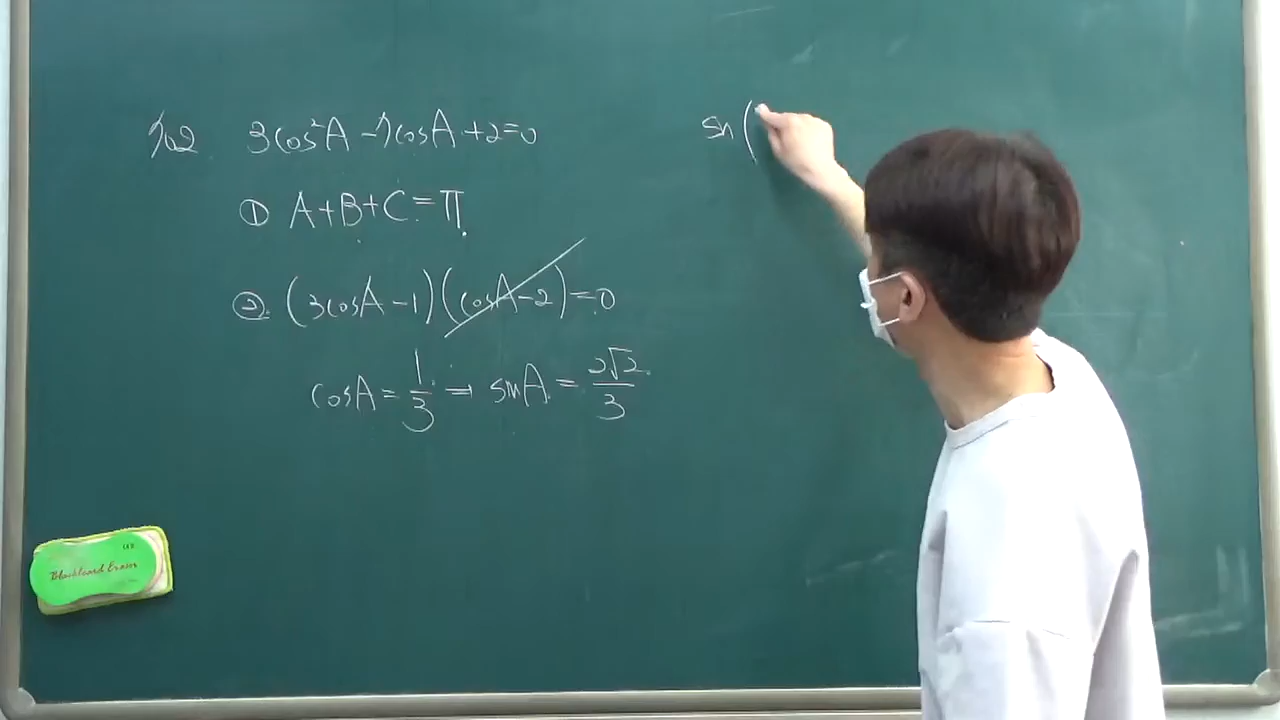 702 3cos²A-7cosA+2=0
① A+B+C=π
② (3cosA-1)(cosA-2)=0
cosA=1/3 → sinA=2√2/3
sin(
Blackboard Eraser